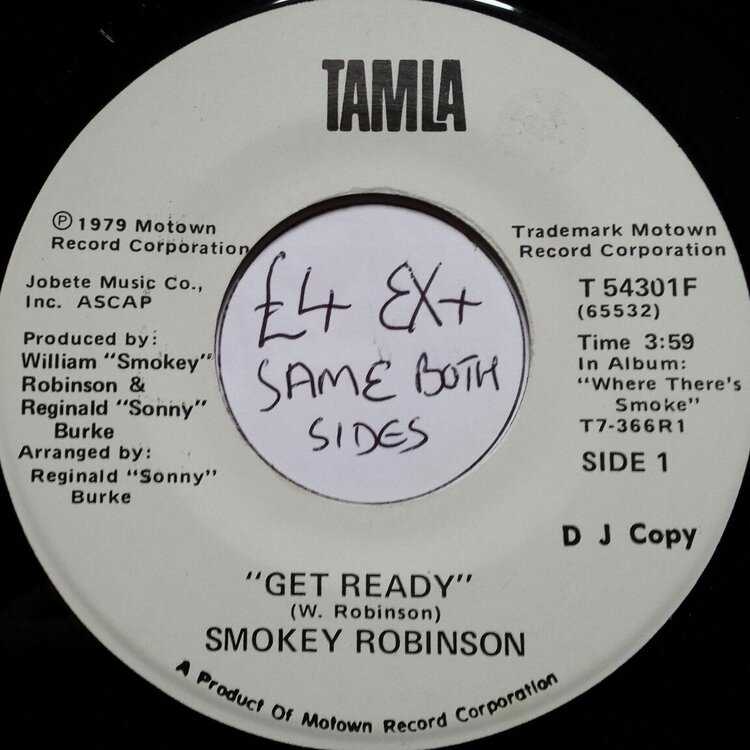 TAMLA
℗ 1979 Motown
Record Corporation
Jobete Music Co.,
Inc. ASCAP
Produced by:
William "Smokey"
Robinson &
Reginald "Sonny"
Burke
Arranged by:
Reginald "Sonny"
Burke
£4 EX+
SAME BOTH
SIDES
Trademark Motown
Record Corporation
T 54301F
(65532)
Time 3:59
In Album:
"Where There's
Smoke"
T7-366R1
SIDE 1
D J Copy
"GET READY"
(W. Robinson)
SMOKEY ROBINSON
A Product Of Motown Record Corporation